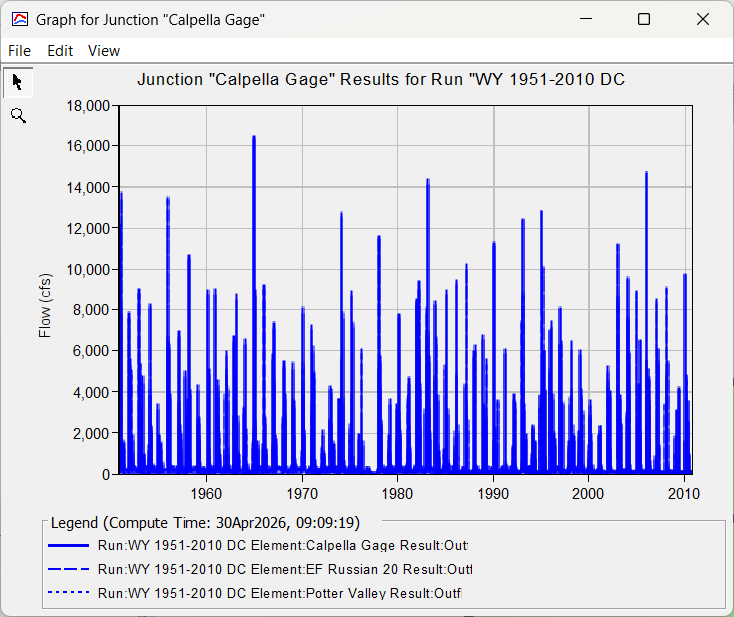 Graph for Junction "Calpella Gage"
File Edit View
Junction "Calpella Gage" Results for Run "WY 1951-2010 DC
18,000
16,000
14,000
12,000
10,000
8,000
6,000
4,000
2,000
0
Flow (cfs)
1960 1970 1980 1990 2000 2010
Legend (Compute Time: 30Apr2026, 09:09:19)
Run:WY 1951-2010 DC Element:Calpella Gage Result:Out
Run:WY 1951-2010 DC Element:EF Russian 20 Result:Outf
Run:WY 1951-2010 DC Element:Potter Valley Result:Outf